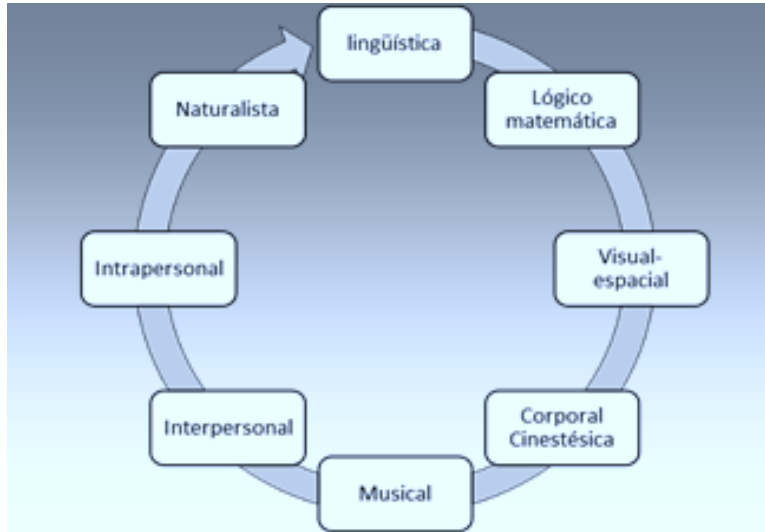 lingüística
Lógico
matemática
Visual-
espacial
Corporal
Cinestésica
Musical
Interpersonal
Intrapersonal
Naturalista